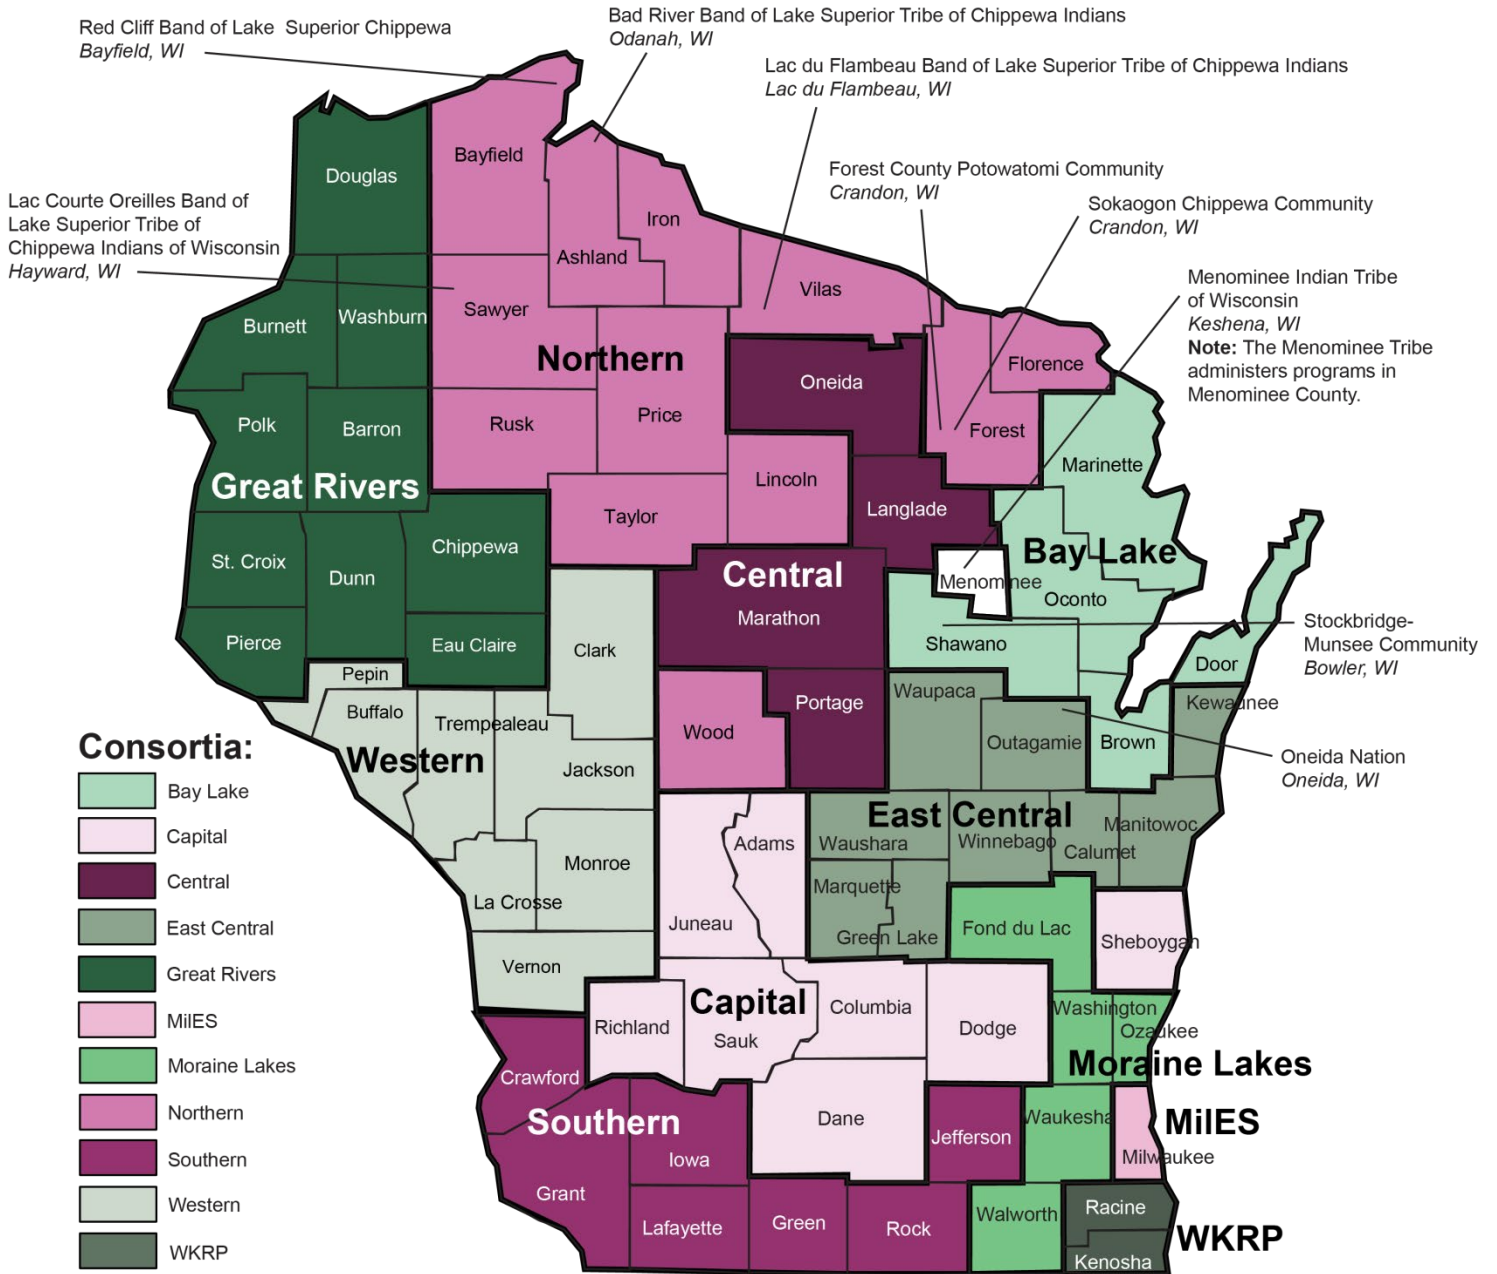 Red Cliff Band of Lake Superior Chippewa
Bayfield, WI
Bad River Band of Lake Superior Tribe of Chippewa Indians
Odanah, WI
Lac du Flambeau Band of Lake Superior Tribe of Chippewa Indians
Lac du Flambeau, WI
Forest County Potowatomi Community
Crandon, WI
Sokaogon Chippewa Community
Crandon, WI
Lac Courte Oreilles Band of
Lake Superior Tribe of
Chippewa Indians of Wisconsin
Hayward, WI
Menominee Indian Tribe
of Wisconsin
Keshena, WI
Note: The Menominee Tribe
administers programs in
Menominee County.
Douglas
Bayfield
Iron
Ashland
Vilas
Burnett
Washburn
Sawyer
Northern
Florence
Oneida
Polk
Barron
Rusk
Price
Forest
Great Rivers
Marinette
Lincoln
Langlade
Taylor
St. Croix
Dunn
Chippewa
Central
Bay Lake
Menominee
Oconto
Marathon
Pierce
Eau Claire
Clark
Shawano
Door
Stockbridge-
Munsee Community
Bowler, WI
Pepin
Buffalo
Trempealeau
Waupaca
Portage
Kewaunee
Wood
Outagamie
Brown
Western
Jackson
Oneida Nation
Oneida, WI
East Central
Adams
Waushara
Winnebago
Manitowoc
Calumet
Monroe
Marquette
La Crosse
Juneau
Green Lake
Fond du Lac
Sheboygan
Vernon
Capital
Richland
Sauk
Columbia
Dodge
Washington
Ozaukee
Moraine Lakes
Crawford
Southern
Dane
Jefferson
Waukesha
MilES
Milwaukee
Iowa
Grant
Lafayette
Green
Rock
Walworth
Racine
WKRP
Kenosha
Consortia:
Bay Lake
Capital
Central
East Central
Great Rivers
MilES
Moraine Lakes
Northern
Southern
Western
WKRP